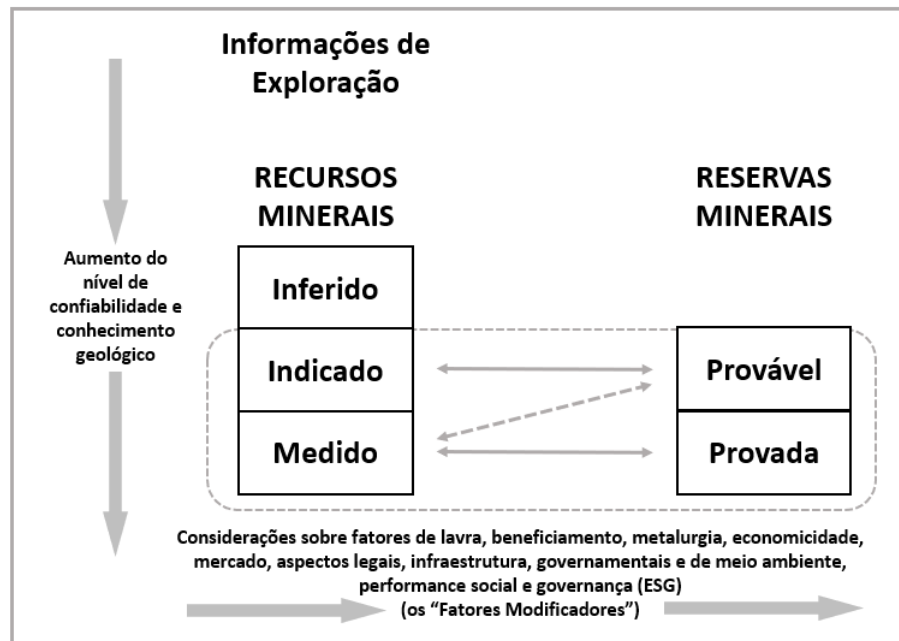 Informações de
Exploração
RECURSOS
MINERAIS
RESERVAS
MINERAIS
Aumento do
nível de
confiabilidade e
conhecimento
geológico
Inferido
Indicado
Provável
Medido
Provada
Considerações sobre fatores de lavra, beneficiamento, metalurgia, economicidade,
mercado, aspectos legais, infraestrutura, governamentais e de meio ambiente,
performance social e governança (ESG)
(os “Fatores Modificadores”)